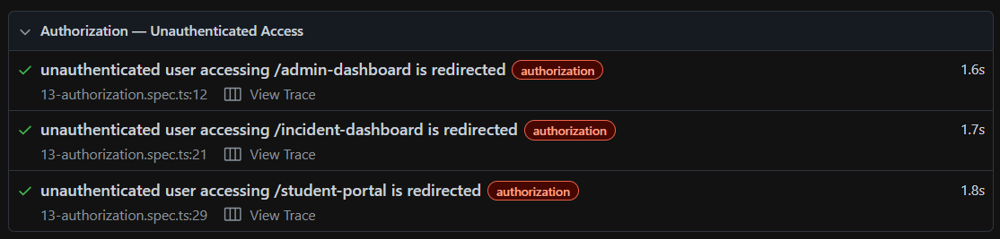 Authorization — Unauthenticated Access
unauthenticated user accessing /admin-dashboard is redirected authorization 1.6s
13-authorization.spec.ts:12 View Trace
unauthenticated user accessing /incident-dashboard is redirected authorization 1.7s
13-authorization.spec.ts:21 View Trace
unauthenticated user accessing /student-portal is redirected authorization 1.8s
13-authorization.spec.ts:29 View Trace